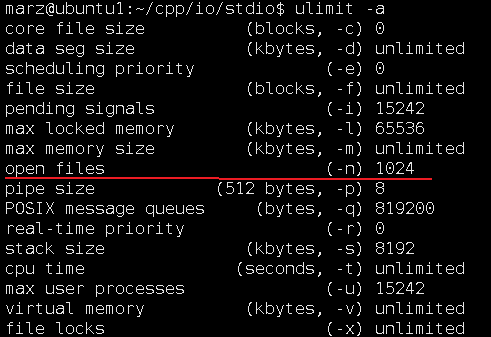 marz@ubuntu1:~/cpp/io/stdio$ ulimit -a
core file size          (blocks, -c) 0
data seg size           (kbytes, -d) unlimited
scheduling priority             (-e) 0
file size               (blocks, -f) unlimited
pending signals                 (-i) 15242
max locked memory       (kbytes, -l) 65536
max memory size         (kbytes, -m) unlimited
open files                      (-n) 1024
pipe size            (512 bytes, -p) 8
POSIX message queues     (bytes, -q) 819200
real-time priority              (-r) 0
stack size              (kbytes, -s) 8192
cpu time               (seconds, -t) unlimited
max user processes              (-u) 15242
virtual memory          (kbytes, -v) unlimited
file locks                      (-x) unlimited